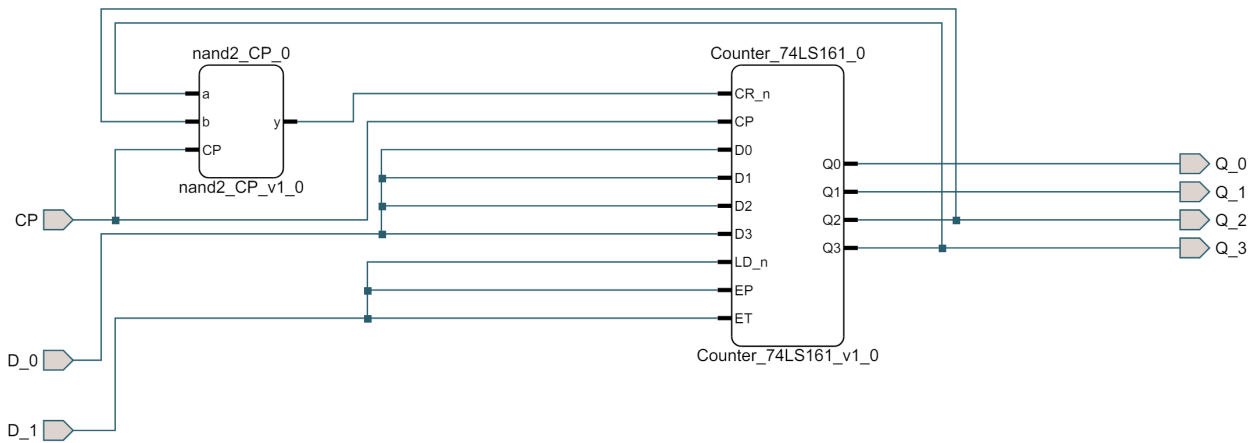 nand2_CP_0
a
b
CP
y
nand2_CP_v1_0
CP
D_0
D_1
Counter_74LS161_0
CR_n
CP
D0
D1
D2
D3
LD_n
EP
ET
Q0
Q1
Q2
Q3
Counter_74LS161_v1_0
Q_0
Q_1
Q_2
Q_3